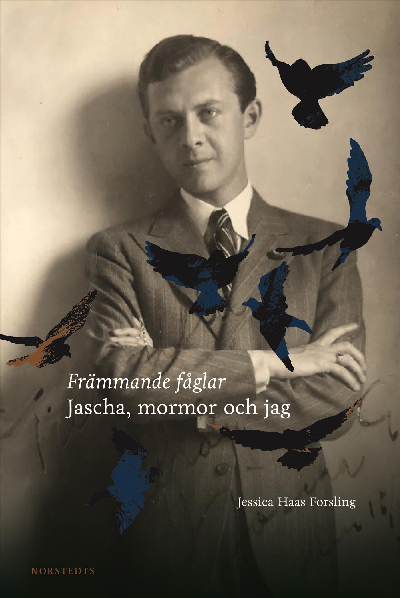 Främmande fåglar
Jascha, mormor och jag
Jessica Haas Forsling
NORSTEDTS